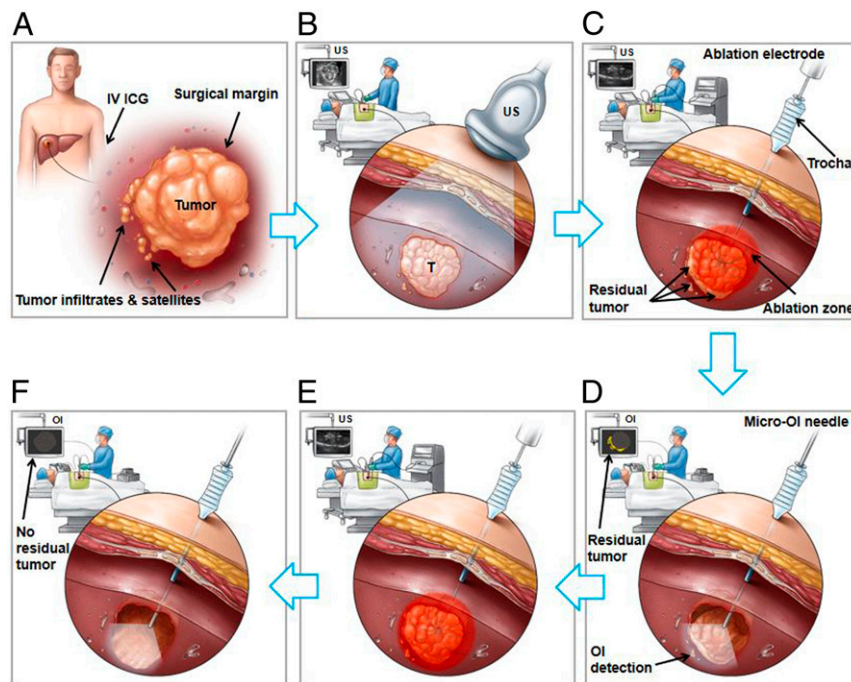 A
IV ICG
Surgical margin
Tumor
Tumor infiltrates & satellites
B
US
US
T
C
US
Ablation electrode
Trocha
Residual
tumor
Ablation zone
F
OI
No
residual
tumor
E
US
D
OI
Micro-OI needle
Residual
tumor
OI
detection